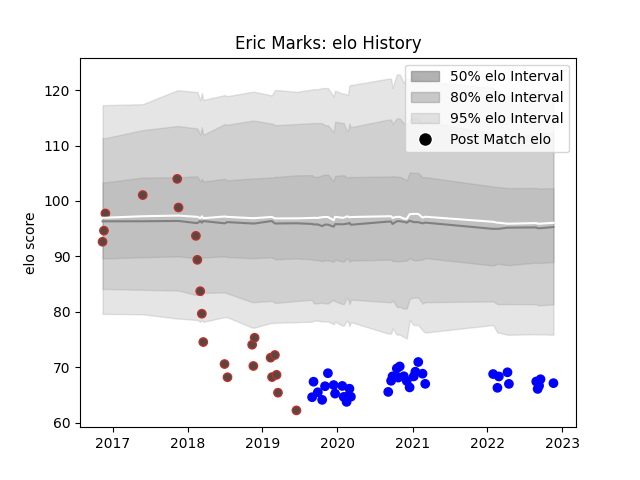 Eric Marks: elo History
50% elo Interval
80% elo Interval
95% elo Interval
Post Match elo
elo score
120
110
100
90
80
70
60
2017 2018 2019 2020 2021 2022 2023